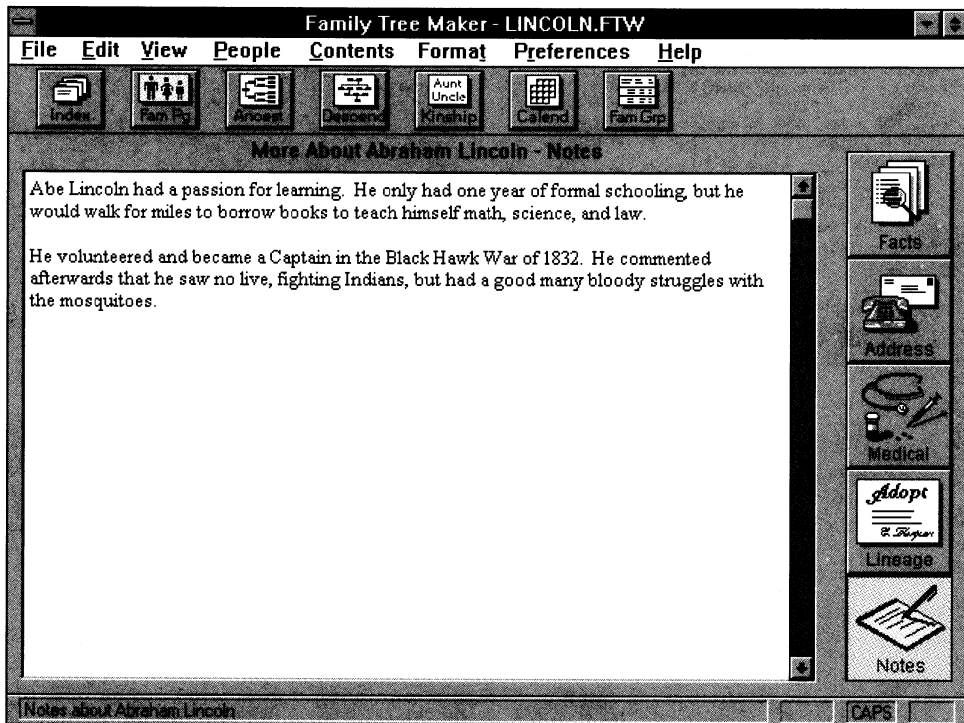 Family Tree Maker - LINCOLN.FTW
File Edit View People Contents Format Preferences Help
Aunt
Uncle
Index Fam Pg Ancest Descend Kinship Calend Fam Grp
More About Abraham Lincoln - Notes
Abe Lincoln had a passion for learning. He only had one year of formal schooling, but he
would walk for miles to borrow books to teach himself math, science, and law.
He volunteered and became a Captain in the Black Hawk War of 1832. He commented
afterwards that he saw no live, fighting Indians, but had a good many bloody struggles with
the mosquitoes.
Facts
Address
Medical
Adopt
Lineage
Notes
Notes about Abraham Lincoln
CAPS